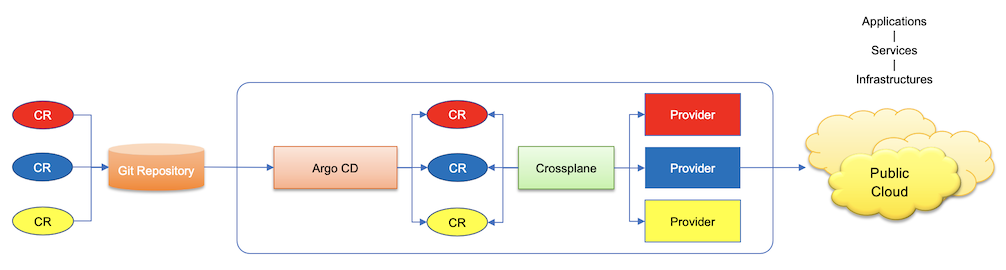 Applications
|
Services
|
Infrastructures
CR
CR
CR
Git Repository
Argo CD
CR
CR
CR
Crossplane
Provider
Provider
Provider
Public
Cloud